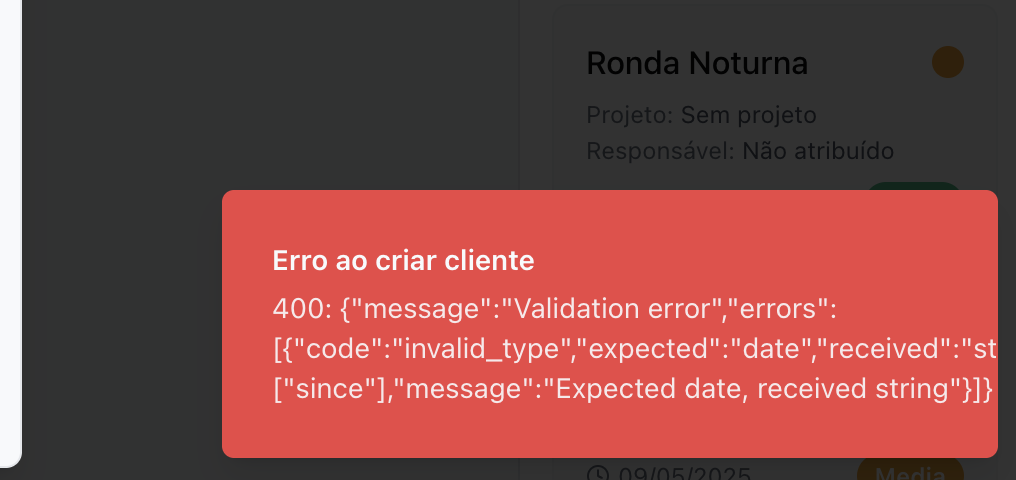 Ronda Noturna
Projeto: Sem projeto
Responsável: Não atribuído
Erro ao criar cliente
400: {"message":"Validation error","errors":
[{"code":"invalid_type","expected":"date","received":"st
["since"],"message":"Expected date, received string"}]}
09/05/2025
Media